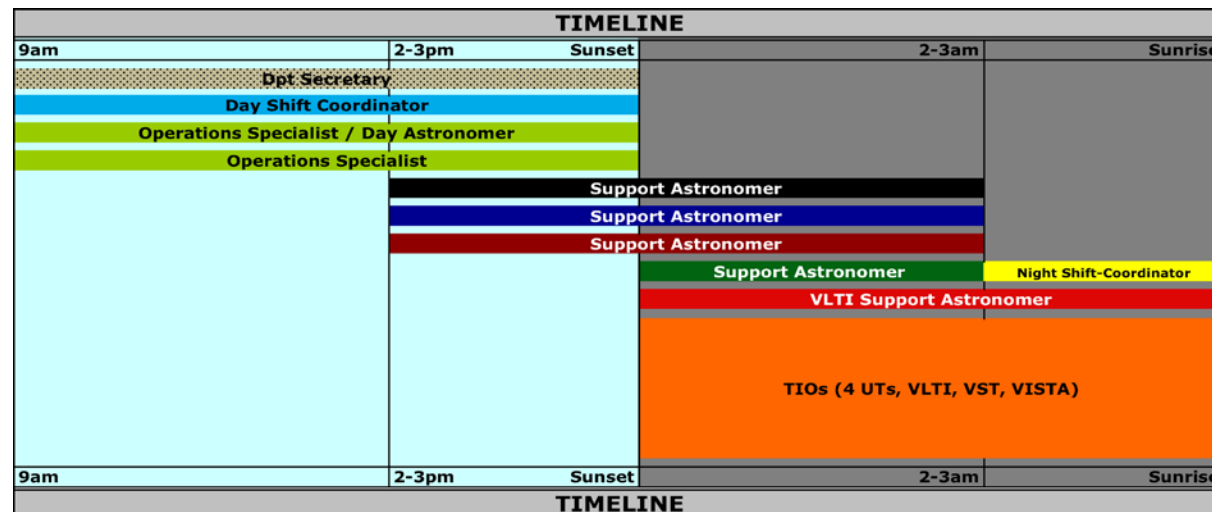 TIMELINE
9am 2-3pm Sunset 2-3am Sunrise
Dpt Secretary
Day Shift Coordinator
Operations Specialist / Day Astronomer
Operations Specialist
Support Astronomer
Support Astronomer
Support Astronomer
Support Astronomer Night Shift-Coordinator
VLTI Support Astronomer
TIOs (4 UTs, VLTI, VST, VISTA)
9am 2-3pm Sunset 2-3am Sunrise
TIMELINE